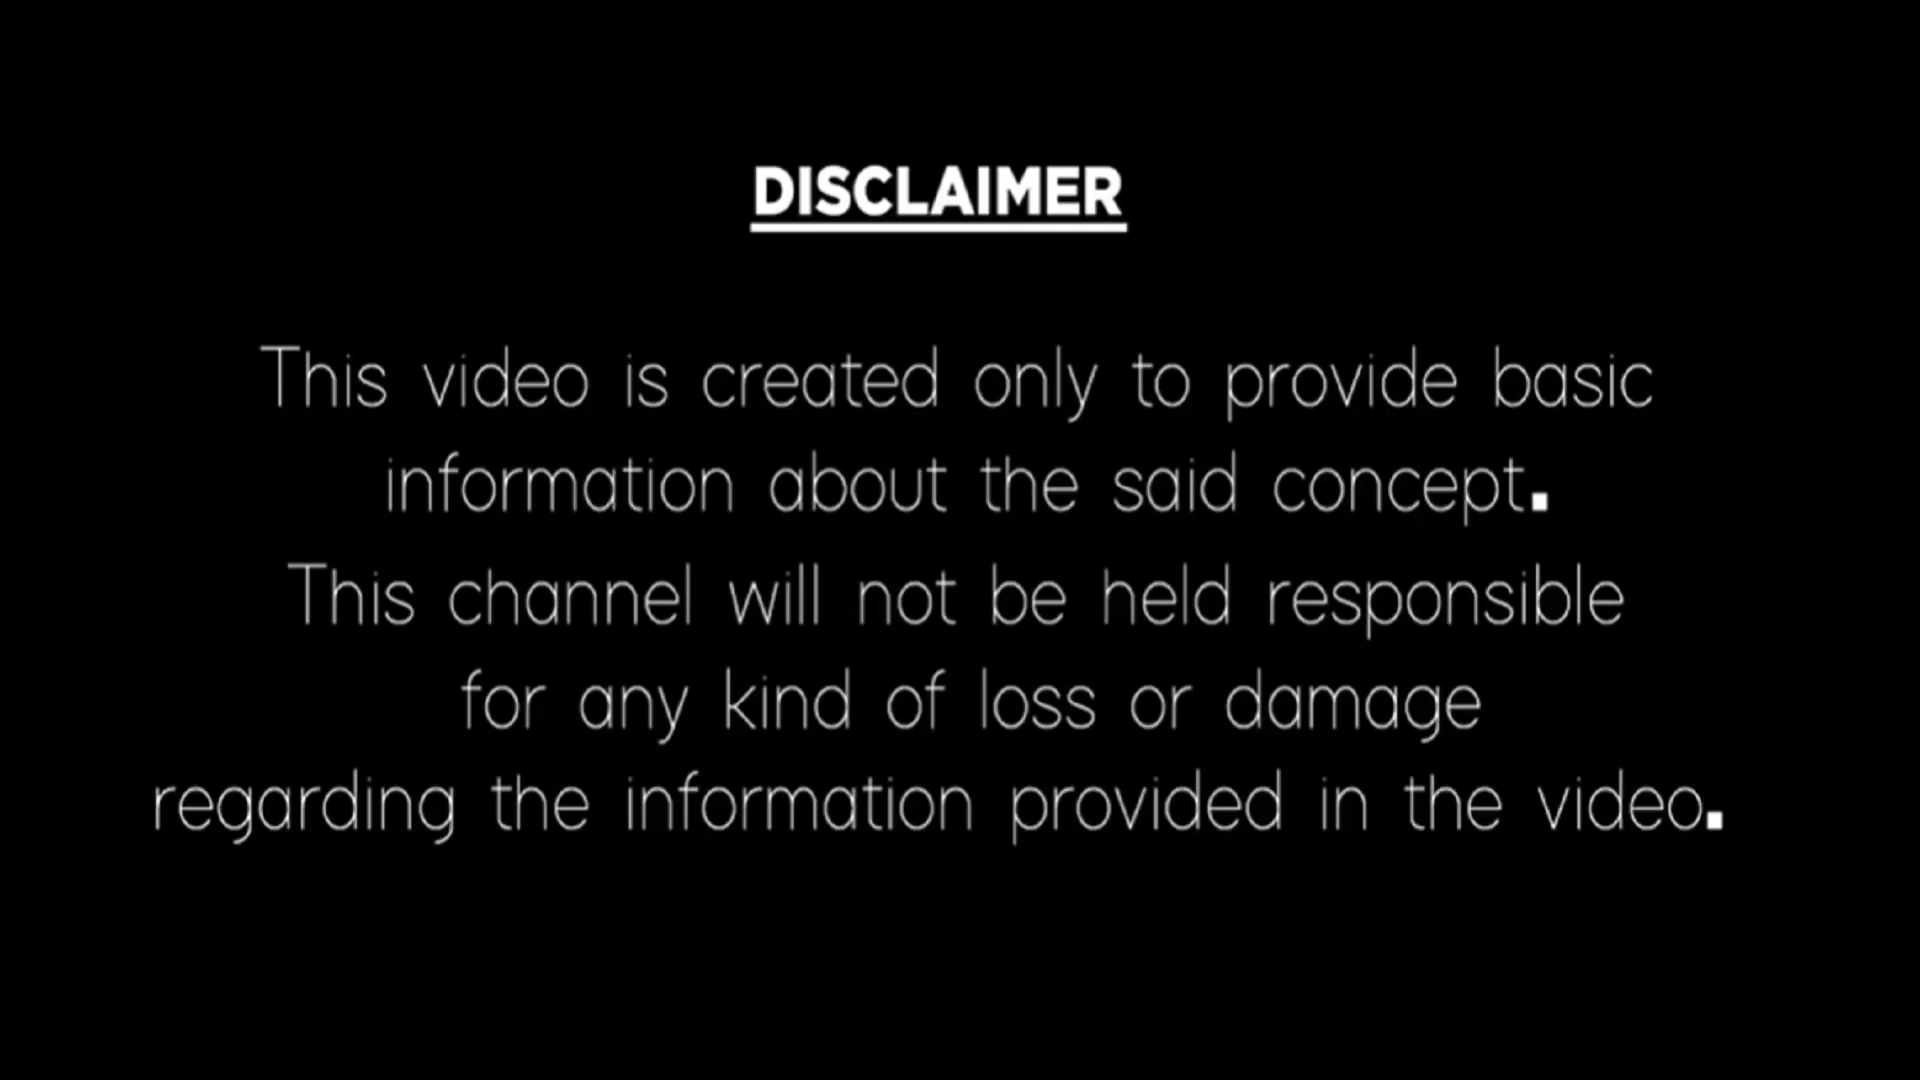 DISCLAIMER
This video is created only to provide basic
information about the said concept.
This channel will not be held responsible
for any kind of loss or damage
regarding the information provided in the video.